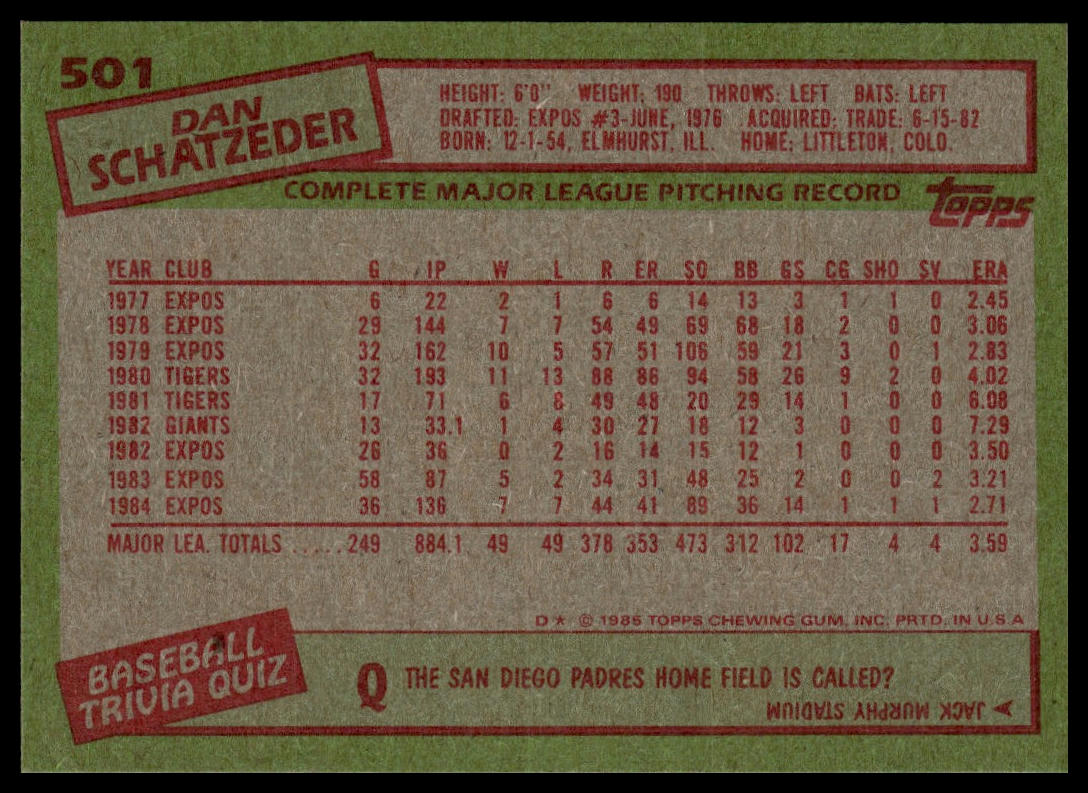 501
DAN
SCHATZEDER
HEIGHT: 6'0" WEIGHT: 190 THROWS: LEFT BATS: LEFT
DRAFTED: EXPOS #3-JUNE, 1976 ACQUIRED: TRADE: 6-15-82
BORN: 12-1-54, ELMHURST, ILL. HOME: LITTLETON, COLO.
COMPLETE MAJOR LEAGUE PITCHING RECORD
TOPPS
YEAR CLUB G IP W L R ER SO BB GS CG SHO SV ERA
1977 EXPOS 6 22 2 1 6 6 14 13 3 1 1 0 2.45
1978 EXPOS 29 144 7 7 54 49 69 68 18 2 0 0 3.06
1979 EXPOS 32 162 10 5 57 51 106 59 21 3 0 1 2.83
1980 TIGERS 32 193 11 13 88 86 94 58 26 9 2 0 4.02
1981 TIGERS 17 71 6 8 49 48 20 29 14 1 0 0 6.08
1982 GIANTS 13 33.1 1 4 30 27 18 12 3 0 0 0 7.29
1982 EXPOS 26 36 0 2 16 14 15 12 1 0 0 0 3.50
1983 EXPOS 58 87 5 2 34 31 48 25 2 0 0 2 3.21
1984 EXPOS 36 136 7 7 44 41 89 36 14 1 1 1 2.71
MAJOR LEA. TOTALS .....249 884.1 49 49 378 353 473 312 102 17 4 4 3.59
D★ © 1985 TOPPS CHEWING GUM, INC. PRTD. IN U.S.A
BASEBALL
TRIVIA QUIZ
Q THE SAN DIEGO PADRES HOME FIELD IS CALLED?
A JACK MURPHY STADIUM